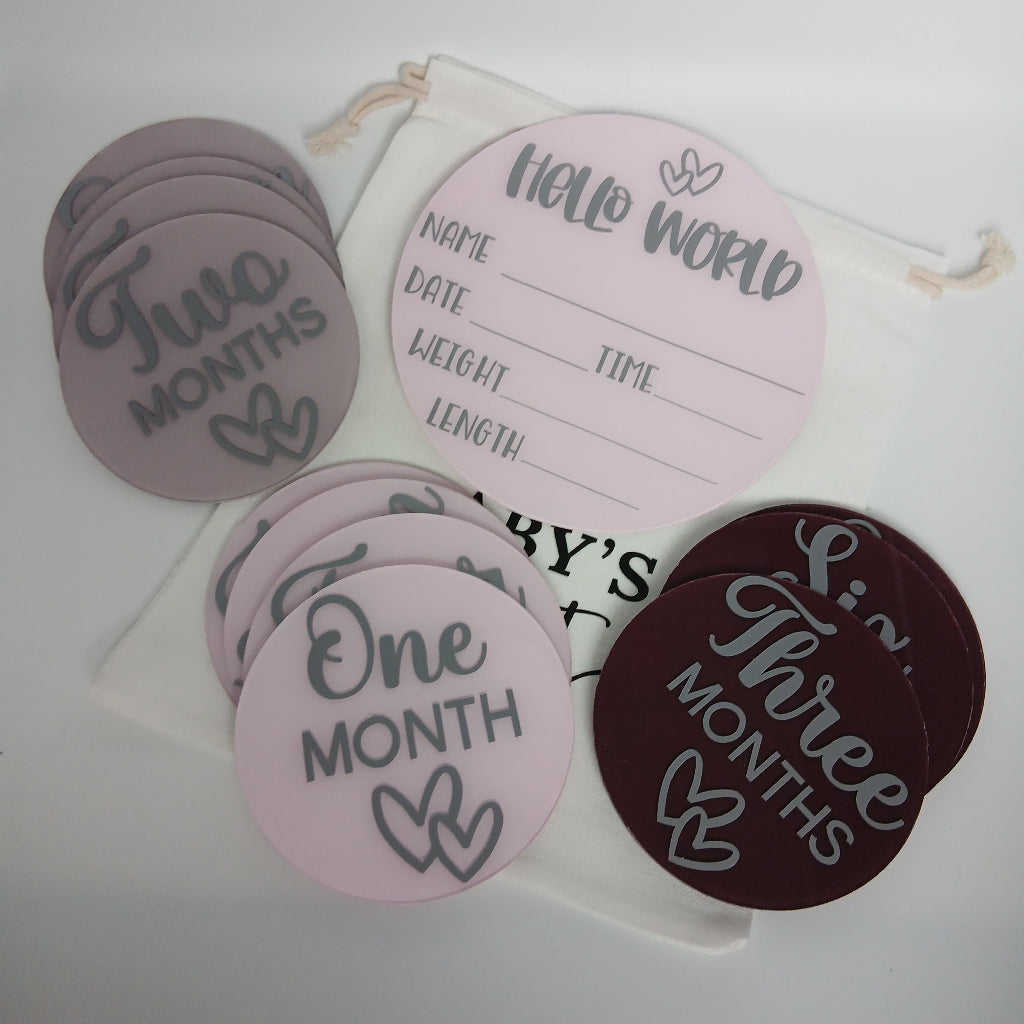 HELLO WORLD
NAME
DATE
TIME
WEIGHT
LENGTH
Two
MONTHS
One
MONTH
Three
MONTHS